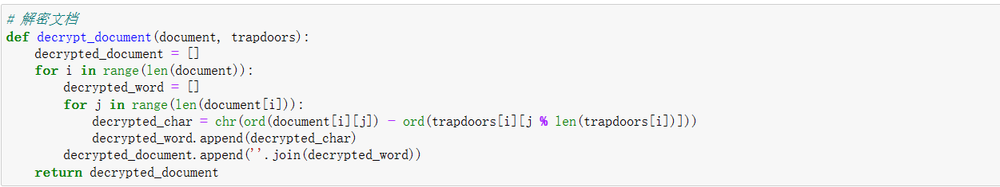 # 解密文档
def decrypt_document(document, trapdoors):
    decrypted_document = []
    for i in range(len(document)):
        decrypted_word = []
        for j in range(len(document[i])):
            decrypted_char = chr(ord(document[i][j]) - ord(trapdoors[i][j % len(trapdoors[i])]))
            decrypted_word.append(decrypted_char)
        decrypted_document.append(''.join(decrypted_word))
    return decrypted_document